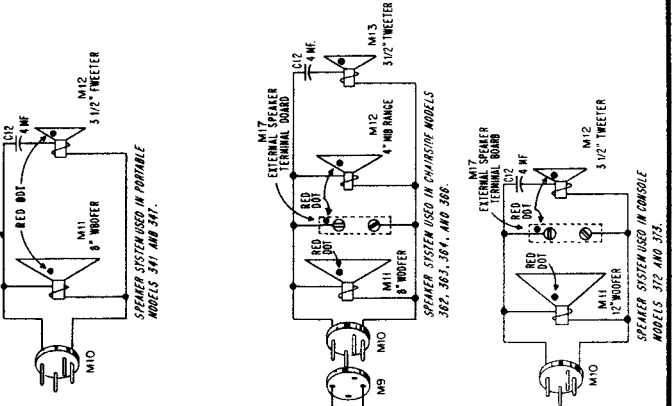 C12
4 MF
M12
3 1/2" TWEETER
RED DOT
M11
8" WOOFER
M10
SPEAKER SYSTEM USED IN PORTABLE
MODELS 341 AND 347.
M17
EXTERNAL SPEAKER
TERMINAL BOARD
C12
4 MF.
M13
3 1/2" TWEETER
M12
4" MID RANGE
RED
DOT
RED
DOT
M11
8" WOOFER
M10
M9
SPEAKER SYSTEM USED IN CHAIRSIDE MODELS
362, 363, 364, AND 366.
M17
EXTERNAL SPEAKER
TERMINAL BOARD
C12
4 MF
M12
3 1/2 TWEETER
RED
DOT
RED
DOT
M11
12" WOOFER
M10
SPEAKER SYSTEM USED IN CONSOLE
MODELS 372 AND 373.